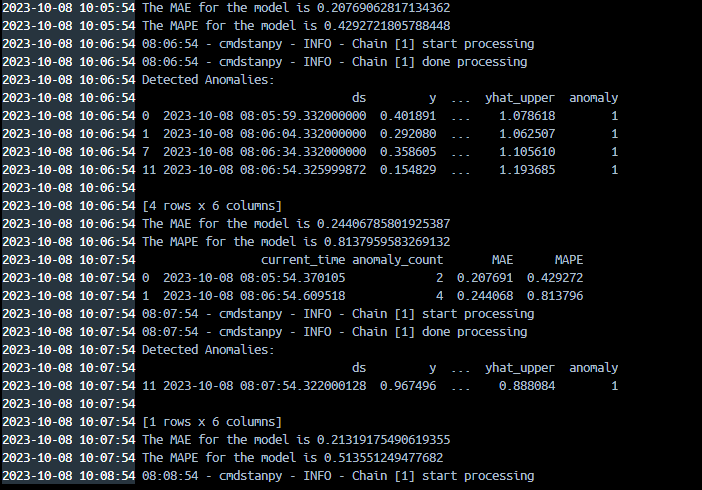 2023-10-08 10:05:54 The MAE for the model is 0.20769062817134362
2023-10-08 10:05:54 The MAPE for the model is 0.4292721805788448
2023-10-08 10:06:54 08:06:54 - cmdstanpy - INFO - Chain [1] start processing
2023-10-08 10:06:54 08:06:54 - cmdstanpy - INFO - Chain [1] done processing
2023-10-08 10:06:54 Detected Anomalies:
2023-10-08 10:06:54                              ds         y  ...  yhat_upper  anomaly
2023-10-08 10:06:54 0  2023-10-08 08:05:59.332000000  0.401891  ...    1.078618        1
2023-10-08 10:06:54 1  2023-10-08 08:06:04.332000000  0.292080  ...    1.062507        1
2023-10-08 10:06:54 7  2023-10-08 08:06:34.332000000  0.358605  ...    1.105610        1
2023-10-08 10:06:54 11 2023-10-08 08:06:54.325999872  0.154829  ...    1.193685        1
2023-10-08 10:06:54
2023-10-08 10:06:54 [4 rows x 6 columns]
2023-10-08 10:06:54 The MAE for the model is 0.24406785801925387
2023-10-08 10:06:54 The MAPE for the model is 0.8137959583269132
2023-10-08 10:07:54                 current_time anomaly_count       MAE      MAPE
2023-10-08 10:07:54 0  2023-10-08 08:05:54.370105             2  0.207691  0.429272
2023-10-08 10:07:54 1  2023-10-08 08:06:54.609518             4  0.244068  0.813796
2023-10-08 10:07:54 08:07:54 - cmdstanpy - INFO - Chain [1] start processing
2023-10-08 10:07:54 08:07:54 - cmdstanpy - INFO - Chain [1] done processing
2023-10-08 10:07:54 Detected Anomalies:
2023-10-08 10:07:54                              ds         y  ...  yhat_upper  anomaly
2023-10-08 10:07:54 11 2023-10-08 08:07:54.322000128  0.967496  ...    0.888084        1
2023-10-08 10:07:54
2023-10-08 10:07:54 [1 rows x 6 columns]
2023-10-08 10:07:54 The MAE for the model is 0.21319175490619355
2023-10-08 10:07:54 The MAPE for the model is 0.513551249477682
2023-10-08 10:08:54 08:08:54 - cmdstanpy - INFO - Chain [1] start processing